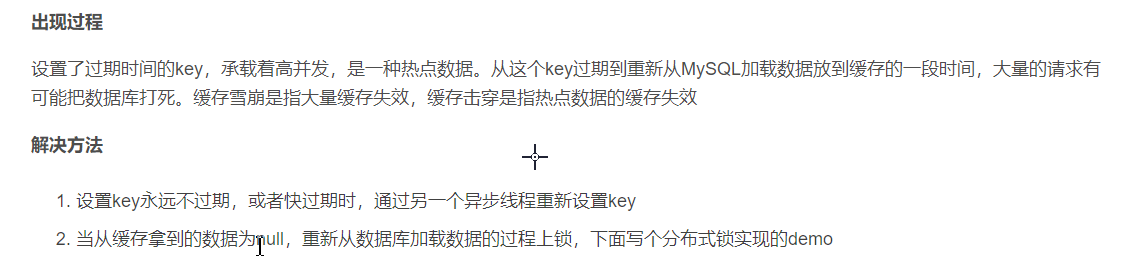 出现过程
设置了过期时间的key，承载着高并发，是一种热点数据。从这个key过期到重新从MySQL加载数据放到缓存的一段时间，大量的请求有
可能把数据库打死。缓存雪崩是指大量缓存失效，缓存击穿是指热点数据的缓存失效
解决方法
1. 设置key永远不过期，或者快过期时，通过另一个异步线程重新设置key
2. 当从缓存拿到的数据为null，重新从数据库加载数据的过程上锁，下面写个分布式锁实现的demo